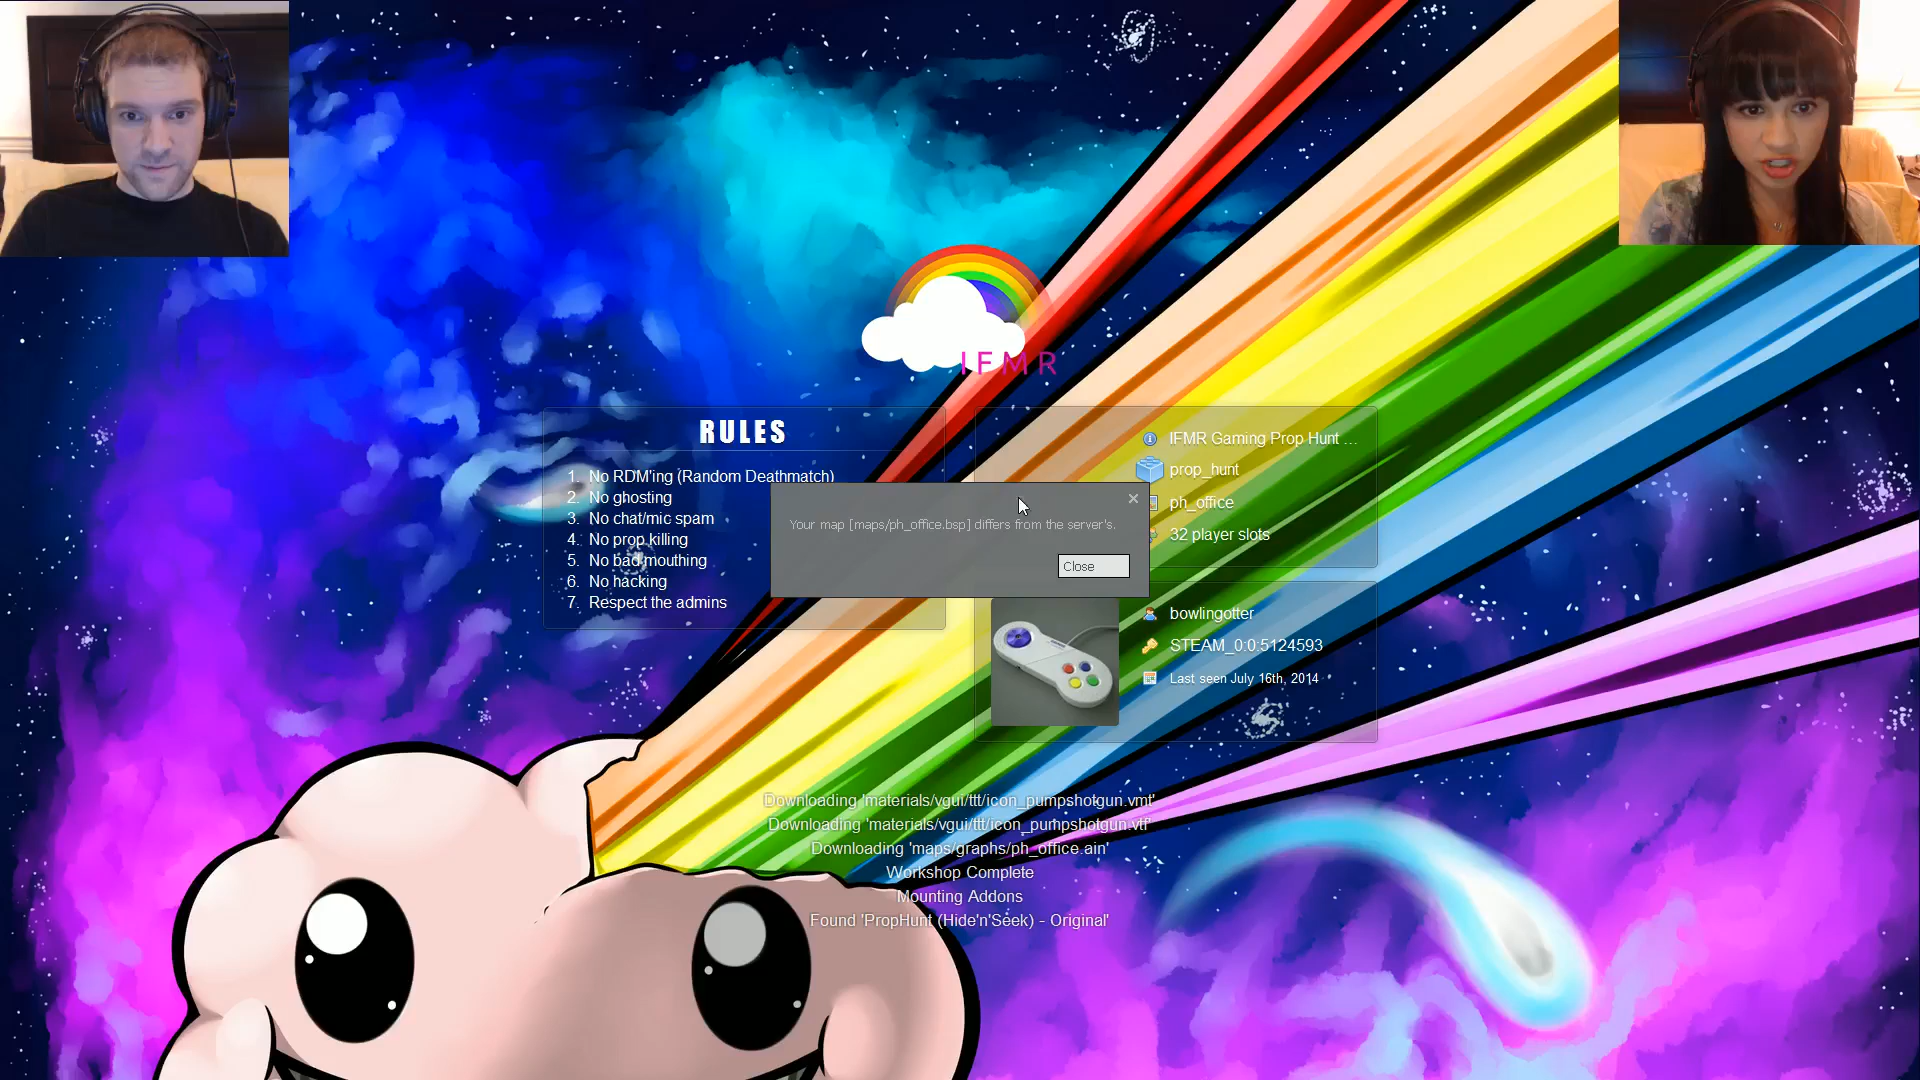 IFMR
RULES
1. No RDM'ing (Random Deathmatch)
2. No ghosting
3. No chat/mic spam
4. No prop killing
5. No bad mouthing
6. No hacking
7. Respect the admins
IFMR Gaming Prop Hunt ...
prop_hunt
ph_office
32 player slots
Your map [maps/ph_office.bsp] differs from the server's.
Close
bowlingotter
STEAM_0:0:5124593
Last seen July 16th, 2014
Downloading 'materials/vgui/ttt/icon_pumpshotgun.vmt'
Downloading 'materials/vgui/ttt/icon_pumpshotgun.vtf'
Downloading 'maps/graphs/ph_office.ain'
Workshop Complete
Mounting Addons
Found 'PropHunt (Hide'n'Seek) - Original'